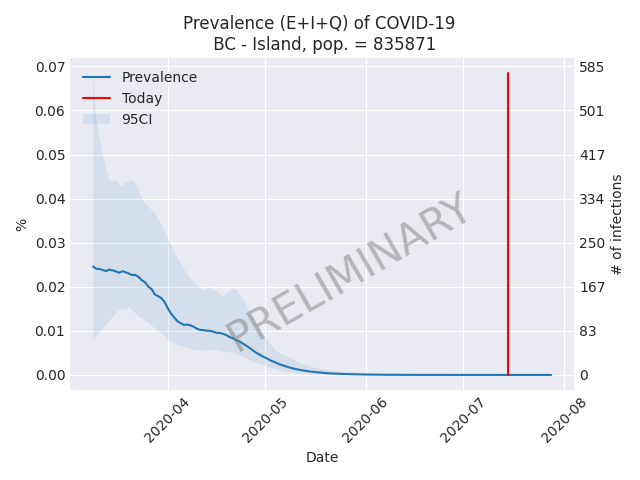 Prevalence (E+I+Q) of COVID-19
BC - Island, pop. = 835871
Prevalence
Today
95CI
0.07
0.06
0.05
0.04
0.03
0.02
0.01
0.00
%
585
501
417
334
250
167
83
0
# of infections
PRELIMINARY
2020-04
2020-05
2020-06
2020-07
2020-08
Date